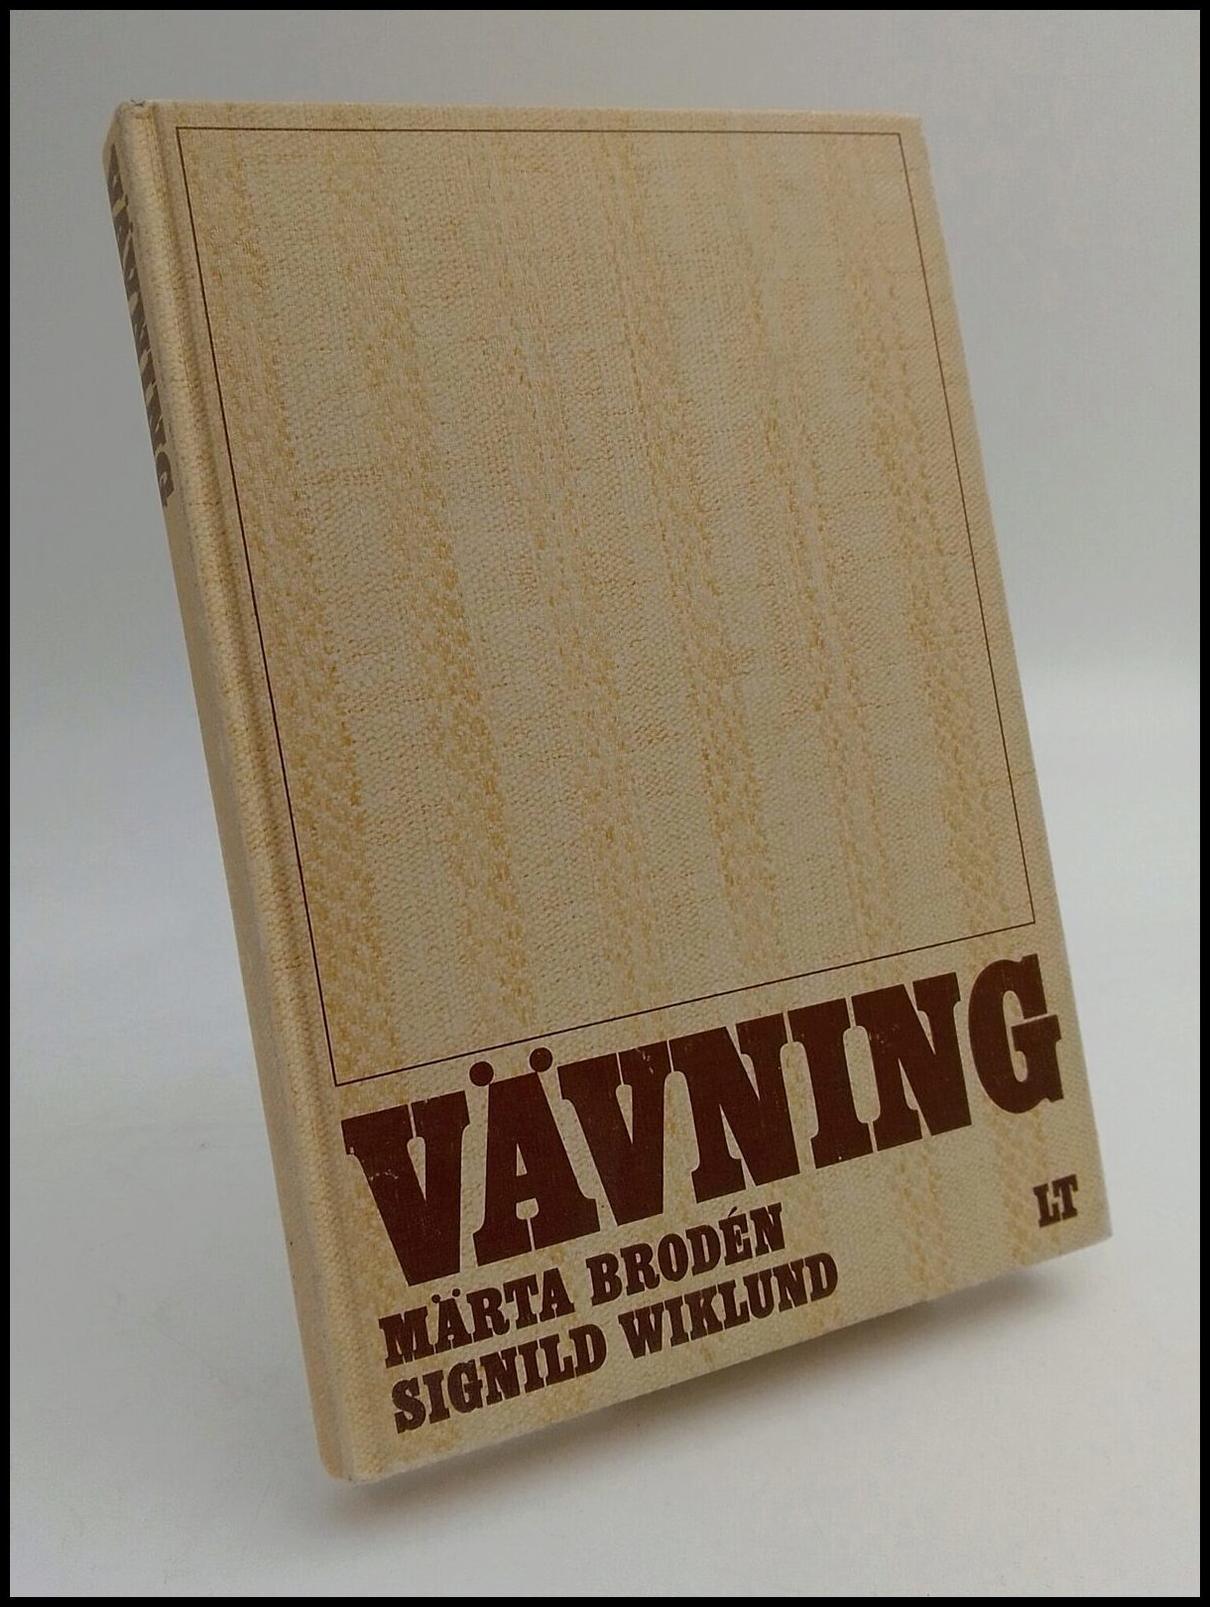 VÄVNING
VÄVNING
MÄRTA BRODÉN
SIGNILD WIKLUND
LT